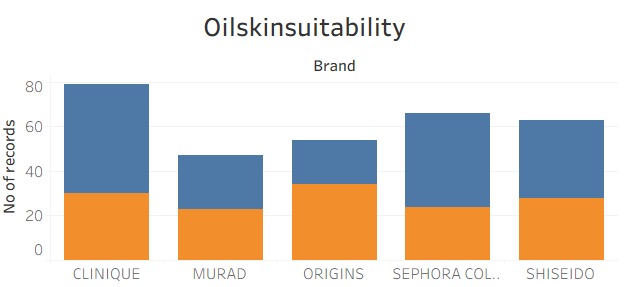 Oilskinsuitability
Brand
No of records
80
60
40
20
0
CLINIQUE
MURAD
ORIGINS
SEPHORA COL..
SHISEIDO